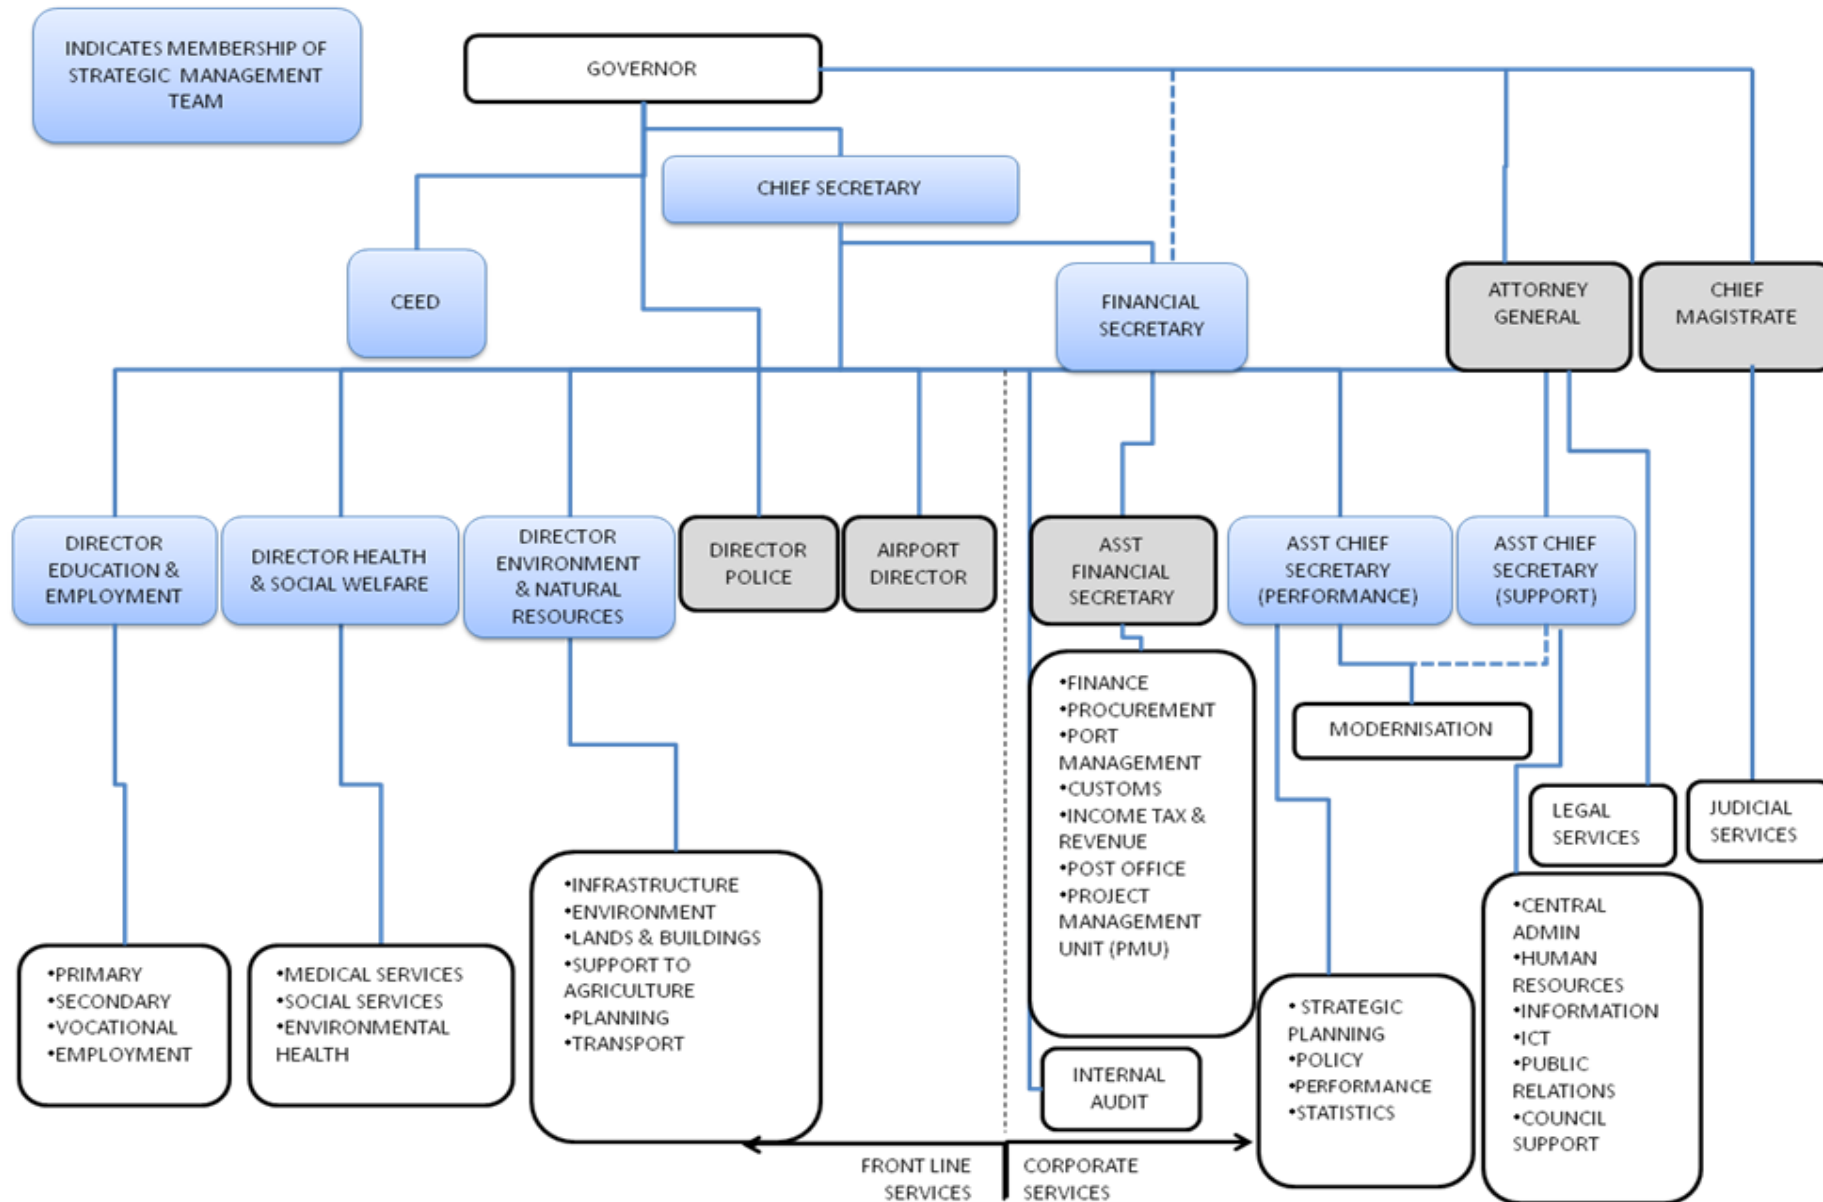 INDICATES MEMBERSHIP OF
STRATEGIC MANAGEMENT
TEAM
GOVERNOR
CHIEF SECRETARY
CEED
FINANCIAL
SECRETARY
ATTORNEY
GENERAL
CHIEF
MAGISTRATE
DIRECTOR
EDUCATION &
EMPLOYMENT
DIRECTOR HEALTH
& SOCIAL WELFARE
DIRECTOR
ENVIRONMENT
& NATURAL
RESOURCES
DIRECTOR
POLICE
AIRPORT
DIRECTOR
ASST
FINANCIAL
SECRETARY
ASST CHIEF
SECRETARY
(PERFORMANCE)
ASST CHIEF
SECRETARY
(SUPPORT)
•PRIMARY
•SECONDARY
•VOCATIONAL
•EMPLOYMENT
•MEDICAL SERVICES
•SOCIAL SERVICES
•ENVIRONMENTAL
HEALTH
•INFRASTRUCTURE
•ENVIRONMENT
•LANDS & BUILDINGS
•SUPPORT TO
AGRICULTURE
•PLANNING
•TRANSPORT
•FINANCE
•PROCUREMENT
•PORT
MANAGEMENT
•CUSTOMS
•INCOME TAX &
REVENUE
•POST OFFICE
•PROJECT
MANAGEMENT
UNIT (PMU)
INTERNAL
AUDIT
MODERNISATION
• STRATEGIC
PLANNING
•POLICY
•PERFORMANCE
•STATISTICS
LEGAL
SERVICES
JUDICIAL
SERVICES
•CENTRAL
ADMIN
•HUMAN
RESOURCES
•INFORMATION
•ICT
•PUBLIC
RELATIONS
•COUNCIL
SUPPORT
FRONT LINE
SERVICES
CORPORATE
SERVICES